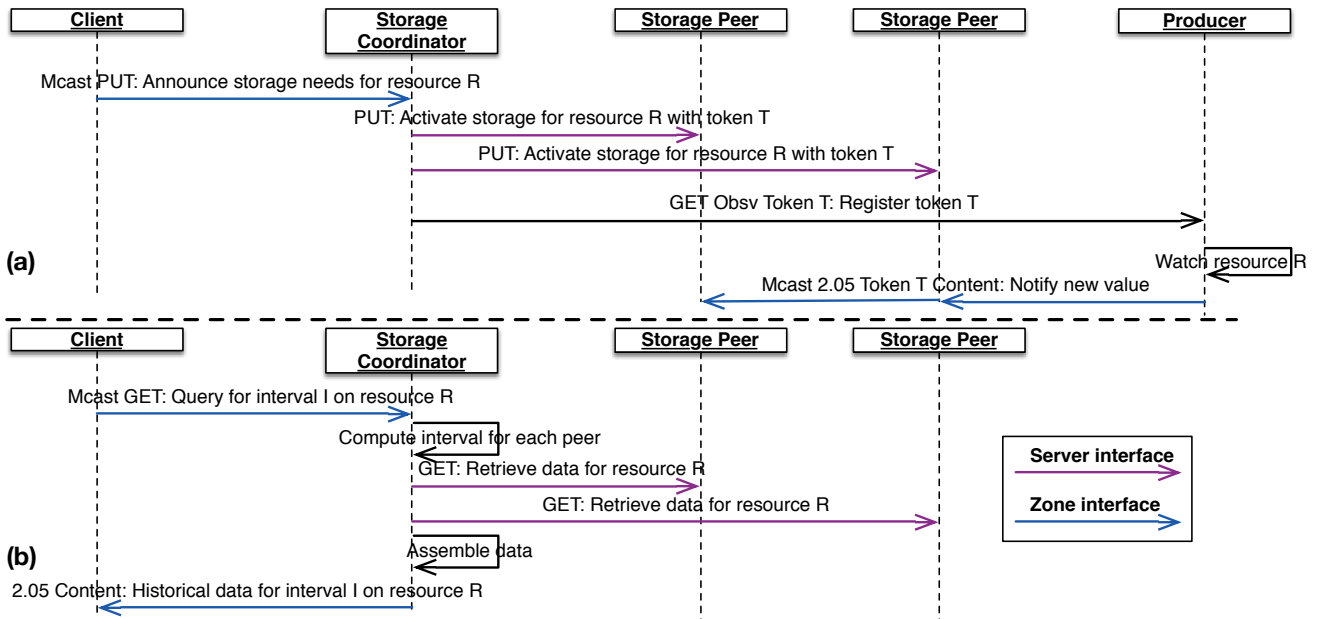 Client
Storage
Coordinator
Storage Peer
Storage Peer
Producer
Mcast PUT: Announce storage needs for resource R
PUT: Activate storage for resource R with token T
PUT: Activate storage for resource R with token T
GET Obsv Token T: Register token T
(a)
Watch resource R
Mcast 2.05 Token T Content: Notify new value
Client
Storage
Coordinator
Storage Peer
Storage Peer
Mcast GET: Query for interval I on resource R
Compute interval for each peer
GET: Retrieve data for resource R
GET: Retrieve data for resource R
Server interface
Zone interface
(b)
Assemble data
2.05 Content: Historical data for interval I on resource R